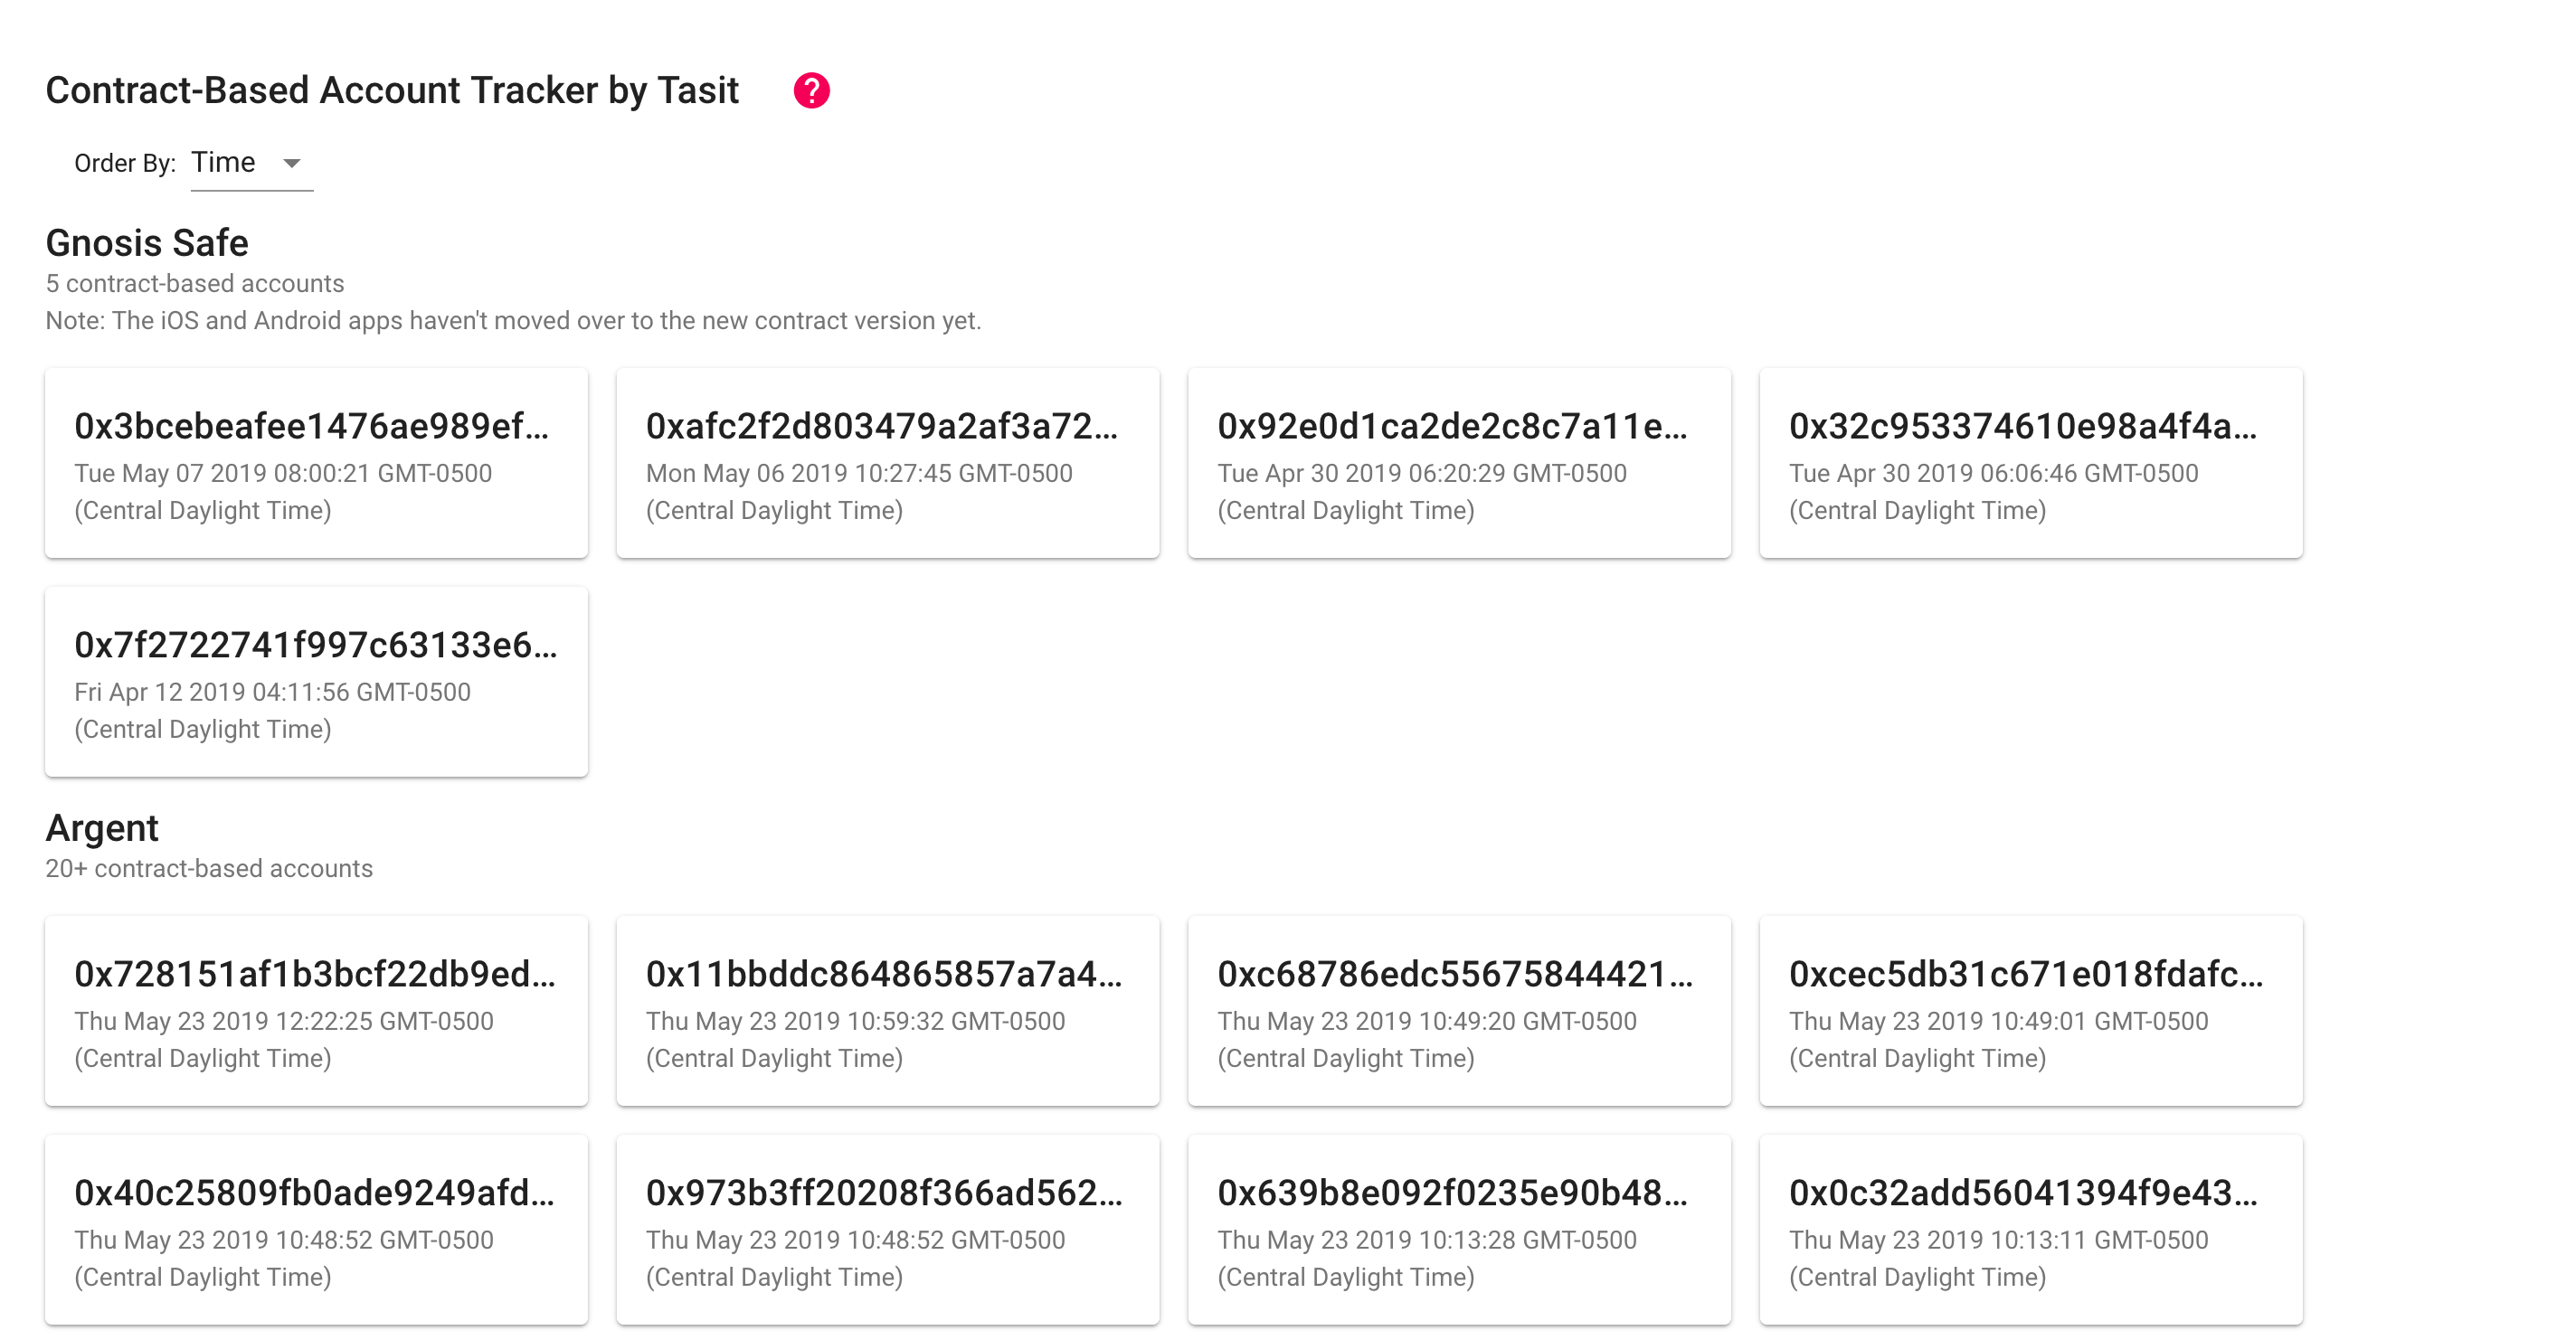 Contract-Based Account Tracker by Tasit
Order By: Time
Gnosis Safe
5 contract-based accounts
Note: The iOS and Android apps haven't moved over to the new contract version yet.
0x3bcebeafee1476ae989ef...
Tue May 07 2019 08:00:21 GMT-0500
(Central Daylight Time)
0xafc2f2d803479a2af3a72...
Mon May 06 2019 10:27:45 GMT-0500
(Central Daylight Time)
0x92e0d1ca2de2c8c7a11e...
Tue Apr 30 2019 06:20:29 GMT-0500
(Central Daylight Time)
0x32c953374610e98a4f4a...
Tue Apr 30 2019 06:06:46 GMT-0500
(Central Daylight Time)
0x7f2722741f997c63133e6...
Fri Apr 12 2019 04:11:56 GMT-0500
(Central Daylight Time)
Argent
20+ contract-based accounts
0x728151af1b3bcf22db9ed...
Thu May 23 2019 12:22:25 GMT-0500
(Central Daylight Time)
0x11bbddc864865857a7a4...
Thu May 23 2019 10:59:32 GMT-0500
(Central Daylight Time)
0xc68786edc55675844421...
Thu May 23 2019 10:49:20 GMT-0500
(Central Daylight Time)
0xcec5db31c671e018fdafc...
Thu May 23 2019 10:49:01 GMT-0500
(Central Daylight Time)
0x40c25809fb0ade9249afd...
Thu May 23 2019 10:48:52 GMT-0500
(Central Daylight Time)
0x973b3ff20208f366ad562...
Thu May 23 2019 10:48:52 GMT-0500
(Central Daylight Time)
0x639b8e092f0235e90b48...
Thu May 23 2019 10:13:28 GMT-0500
(Central Daylight Time)
0x0c32add56041394f9e43...
Thu May 23 2019 10:13:11 GMT-0500
(Central Daylight Time)